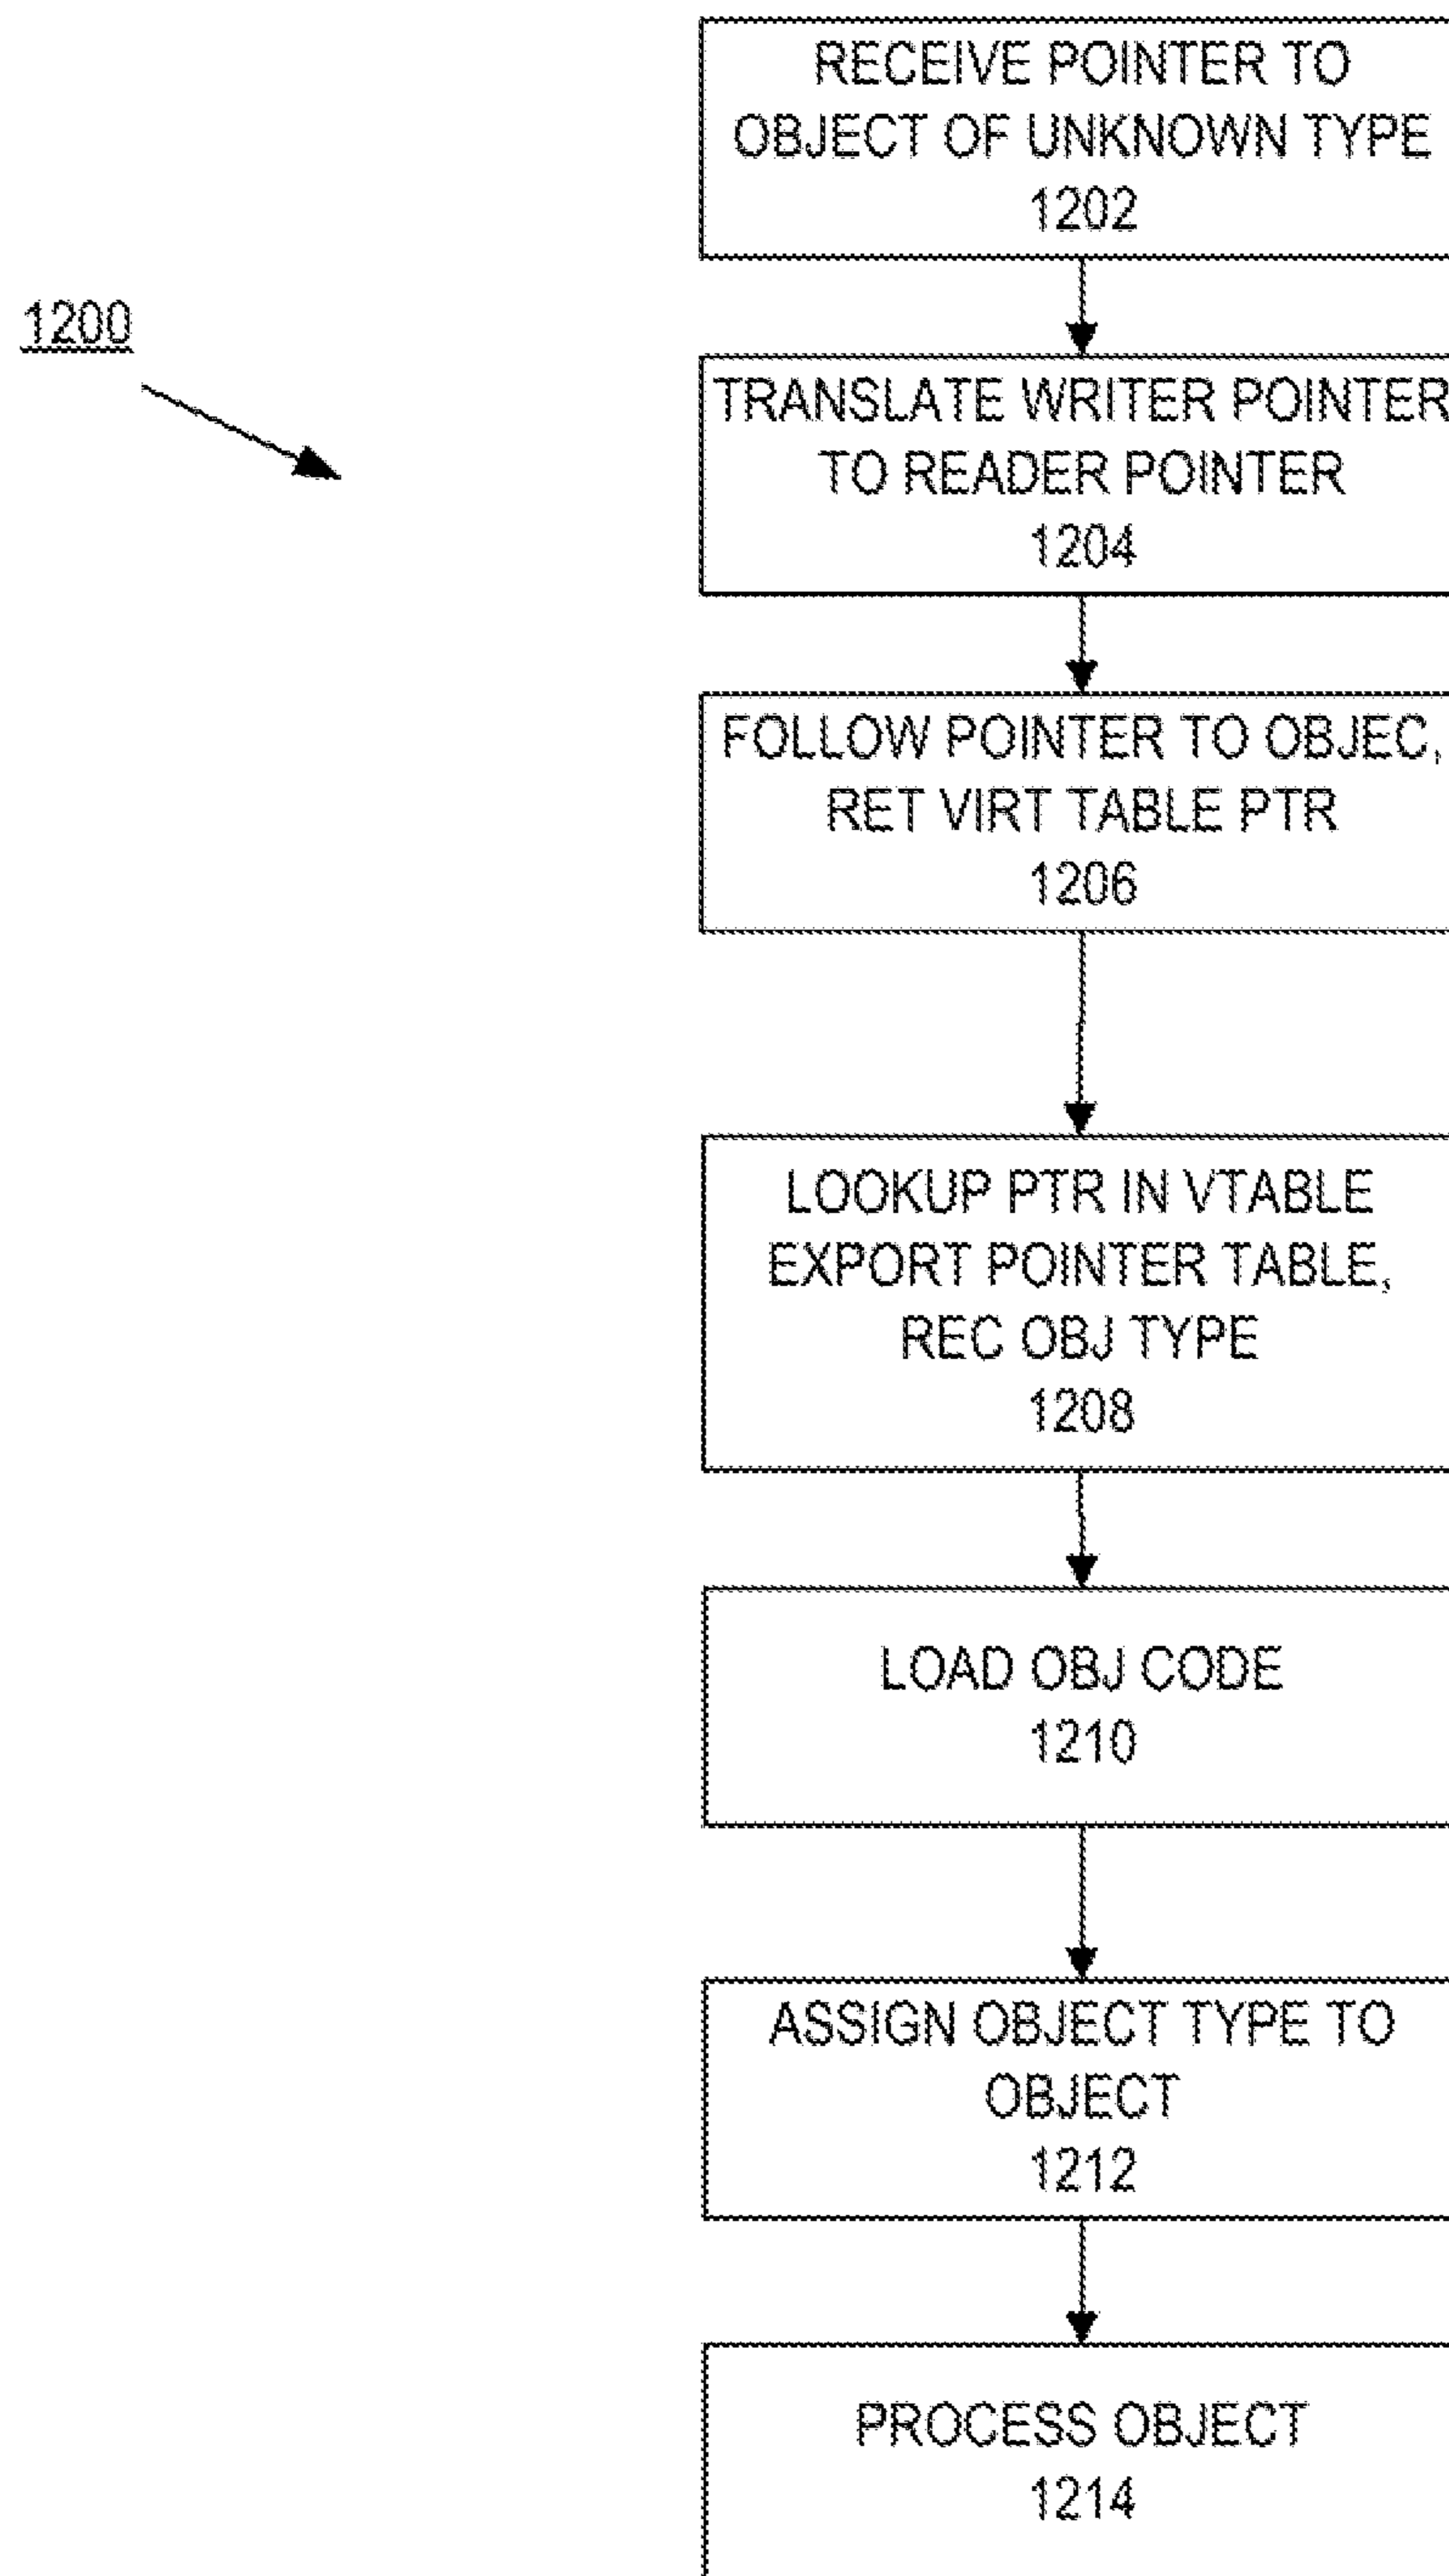 RECEIVE POINTER TO
OBJECT OF UNKNOWN TYPE
1202
1200
TRANSLATE WRITER POINTER
TO READER POINTER
1204
FOLLOW POINTER TO OBJEC,
RET VIRT TABLE PTR
1206
LOOKUP PTR IN VTABLE
EXPORT POINTER TABLE,
REC OBJ TYPE
1208
LOAD OBJ CODE
1210
ASSIGN OBJECT TYPE TO
OBJECT
1212
PROCESS OBJECT
1214